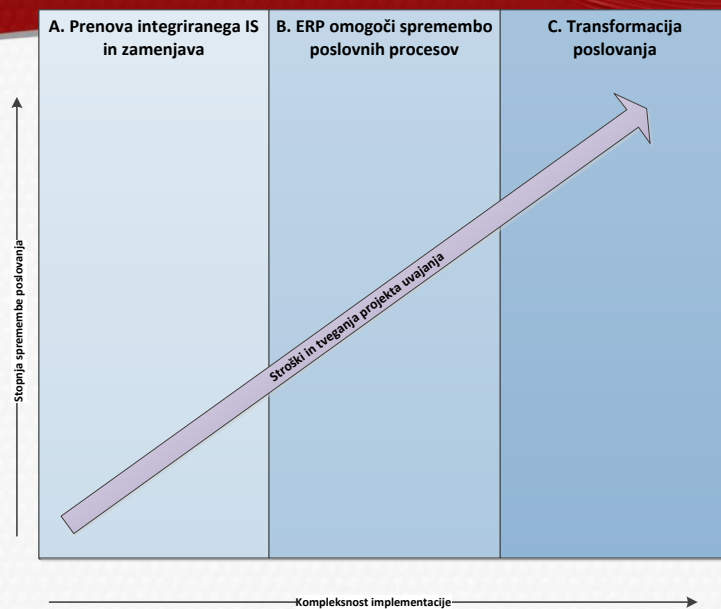 A. Prenova integriranega IS
in zamenjava
B. ERP omogoči spremembo
poslovnih procesov
C. Transformacija
poslovanja
Stopnja spremembe poslovanja
Stroški in tveganja projekta uvajanja
Kompleksnost implementacije